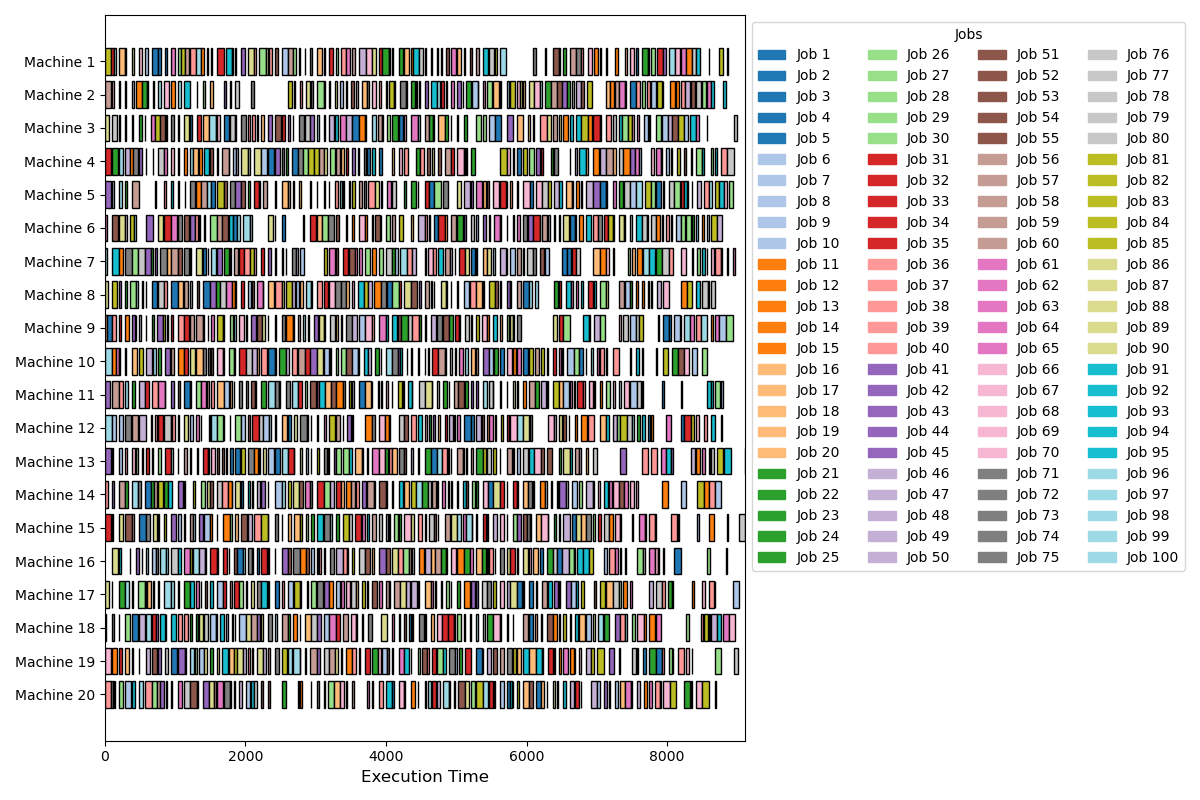 Jobs
Machine 1
Machine 2
Machine 3
Machine 4
Machine 5
Machine 6
Machine 7
Machine 8
Machine 9
Machine 10
Machine 11
Machine 12
Machine 13
Machine 14
Machine 15
Machine 16
Machine 17
Machine 18
Machine 19
Machine 20
0 2000 4000 6000 8000
Execution Time
Job 1 Job 26 Job 51 Job 76
Job 2 Job 27 Job 52 Job 77
Job 3 Job 28 Job 53 Job 78
Job 4 Job 29 Job 54 Job 79
Job 5 Job 30 Job 55 Job 80
Job 6 Job 31 Job 56 Job 81
Job 7 Job 32 Job 57 Job 82
Job 8 Job 33 Job 58 Job 83
Job 9 Job 34 Job 59 Job 84
Job 10 Job 35 Job 60 Job 85
Job 11 Job 36 Job 61 Job 86
Job 12 Job 37 Job 62 Job 87
Job 13 Job 38 Job 63 Job 88
Job 14 Job 39 Job 64 Job 89
Job 15 Job 40 Job 65 Job 90
Job 16 Job 41 Job 66 Job 91
Job 17 Job 42 Job 67 Job 92
Job 18 Job 43 Job 68 Job 93
Job 19 Job 44 Job 69 Job 94
Job 20 Job 45 Job 70 Job 95
Job 21 Job 46 Job 71 Job 96
Job 22 Job 47 Job 72 Job 97
Job 23 Job 48 Job 73 Job 98
Job 24 Job 49 Job 74 Job 99
Job 25 Job 50 Job 75 Job 100